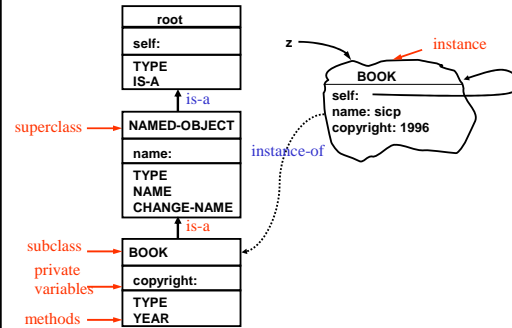 root
self:
TYPE
IS-A
is-a
superclass
NAMED-OBJECT
name:
TYPE
NAME
CHANGE-NAME
is-a
subclass
BOOK
private
variables
copyright:
TYPE
methods
YEAR
z
instance
BOOK
self:
name: sicp
copyright: 1996
instance-of